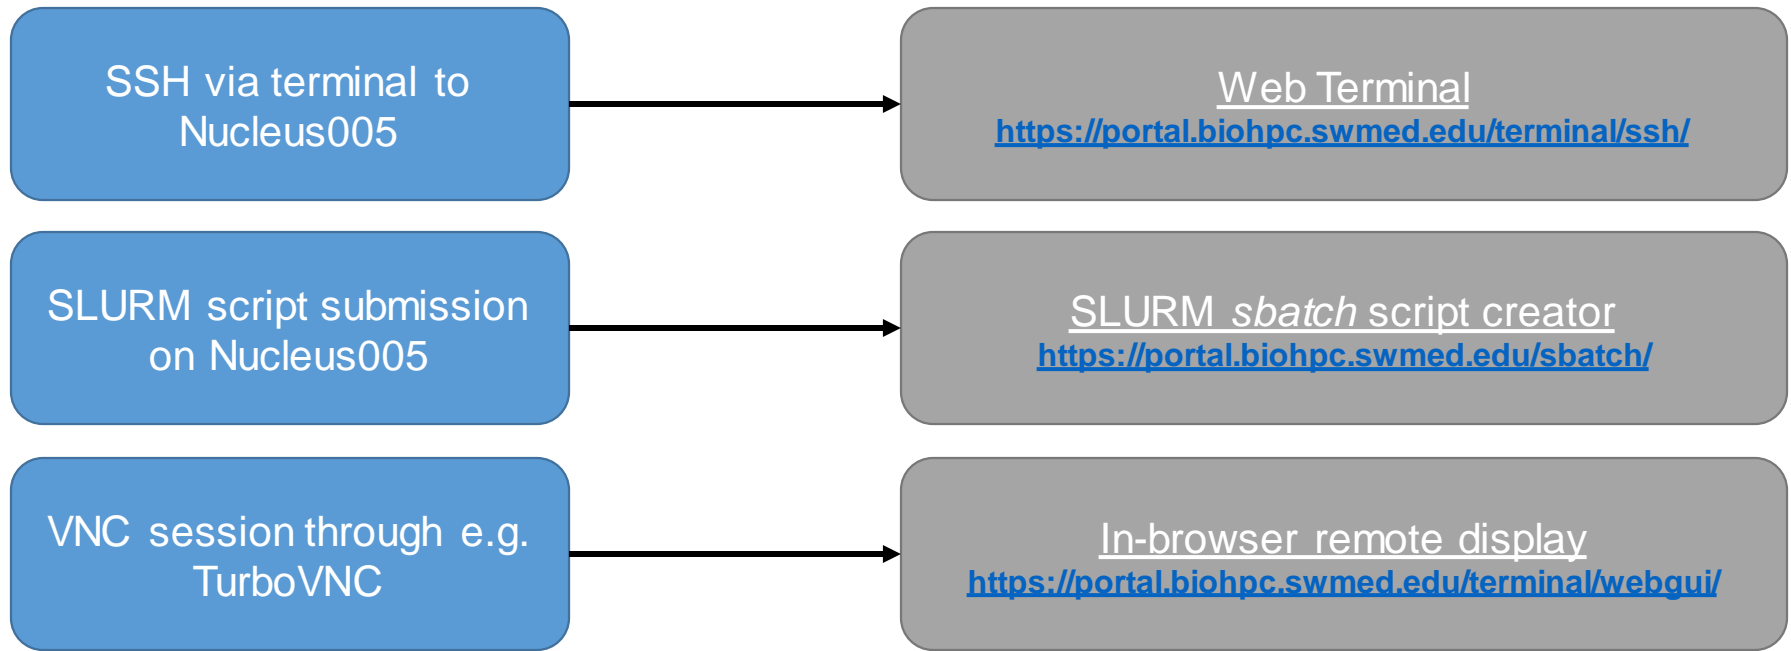 SSH via terminal to
Nucleus005
Web Terminal
https://portal.biohpc.swmed.edu/terminal/ssh/
SLURM script submission
on Nucleus005
SLURM sbatch script creator
https://portal.biohpc.swmed.edu/sbatch/
VNC session through e.g.
TurboVNC
In-browser remote display
https://portal.biohpc.swmed.edu/terminal/webgui/